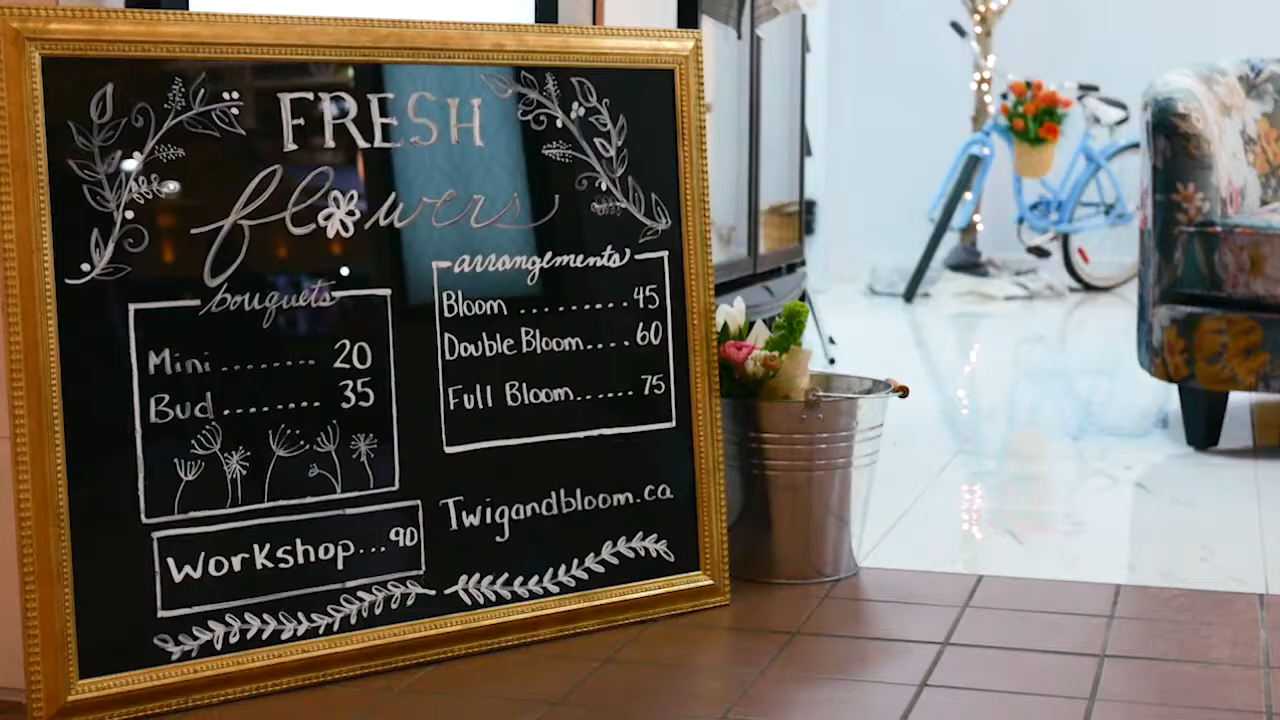 FRESH
flowers
bouquets
Mini........ 20
Bud........ 35
arrangements
Bloom ........ 45
Double Bloom.... 60
Full Bloom...... 75
Workshop...90
Twigandbloom.ca